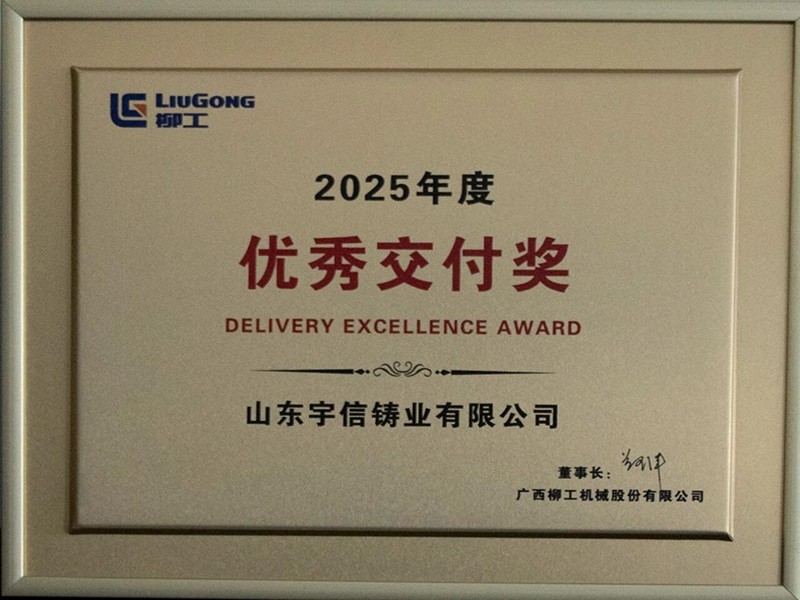 LIUGONG
柳工
2025年度
优秀交付奖
DELIVERY EXCELLENCE AWARD
山东宇信铸业有限公司
董事长：
广西柳工机械股份有限公司